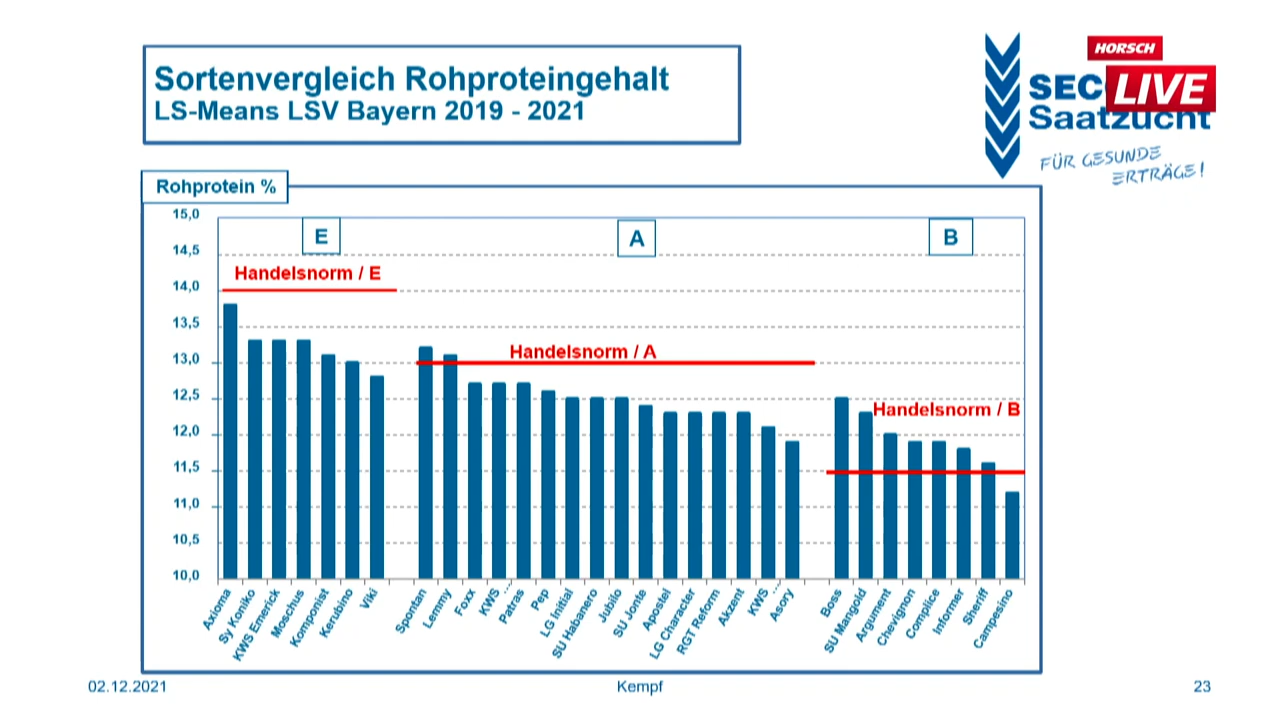 Sortenvergleich Rohproteingehalt
LS-Means LSV Bayern 2019 - 2021
HORSCH
LIVE
SEC
Saatzucht
FÜR GESUNDE
ERTRÄGE!
Rohprotein %
15,0
14,5
14,0
13,5
13,0
12,5
12,0
11,5
11,0
10,5
10,0
E
A
B
Handelsnorm / E
Handelsnorm / A
Handelsnorm / B
Axioma
Sy Koniko
KWS Emerick
Moschus
Komponist
Kerubino
Viki
Spontan
Lemmy
Foxx
KWS …
Patras
Pep
LG Initial
SU Habanero
Jubilo
SU Jonte
Apostel
LG Character
RGT Reform
Akzent
KWS …
Asory
Boss
SU Mangold
Argument
Chevignon
Complice
Informer
Sheriff
Campesino
02.12.2021
Kempf
23